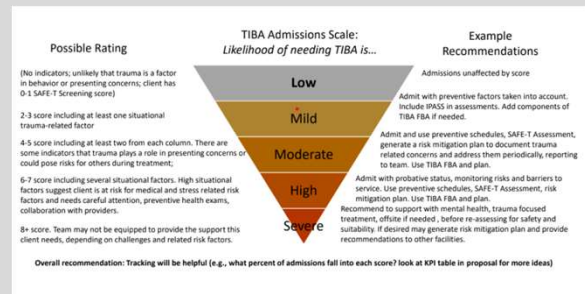 TIBA Admissions Scale:
Likelihood of needing TIBA is…
Possible Rating
(No indicators; unlikely that trauma is a factor
in behavior or presenting concerns; client has
0-1 SAFE-T Screening score)
2-3 score including at least one situational
trauma-related factor
4-5 score including at least two from each column. There are
some indicators that trauma plays a role in presenting concerns or
could pose risks for others during treatment;
6-7 score including several situational factors. High situational
factors suggest client is at risk for medical and stress related risk
factors and needs careful attention, preventive health exams,
collaboration with providers.
8+ score. Team may not be equipped to provide the support this
client needs, depending on challenges and related risk factors.
Low
Mild
Moderate
High
Severe
Example
Recommendations
Admissions unaffected by score
Admit with preventive factors taken into account.
Include IPASS in assessments. Add components of
TIBA FBA if needed.
Admit and use preventive schedules, SAFE-T Assessment,
generate a risk mitigation plan to document trauma
related concerns and address them periodically, reporting
to team. Use TIBA FBA and plan.
Admit with probative status, monitoring risks and barriers to
service. Use preventive schedules, SAFE-T Assessment, risk
mitigation plan. Use TIBA FBA and plan.
Recommend to support with mental health, trauma focused
treatment, offsite if needed , before re-assessing for safety and
suitability. If desired may generate risk mitigation plan and provide
recommendations to other facilities.
Overall recommendation: Tracking will be helpful (e.g., what percent of admissions fall into each score? look at KPI table in proposal for more ideas)